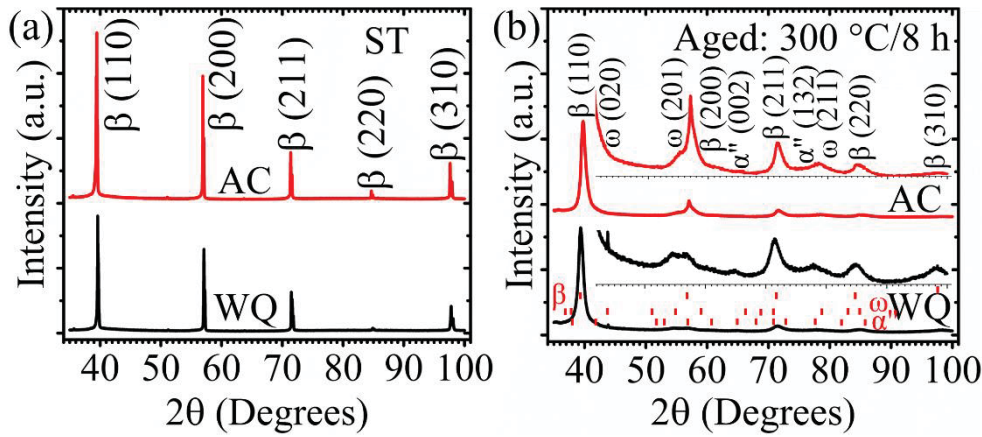 (a)
ST
β (110)
β (200)
β (211)
β (220)
β (310)
AC
WQ
Intensity (a.u.)
40 50 60 70 80 90 100
2θ (Degrees)
(b)
Aged: 300 °C/8 h
β (110)
ω (020)
ω (201)
β (200)
α'' (002)
β (211)
α'' (132)
ω (211)
β (220)
β (310)
AC
β
WQ
ω
α''
Intensity (a.u.)
40 50 60 70 80 90 100
2θ (Degrees)